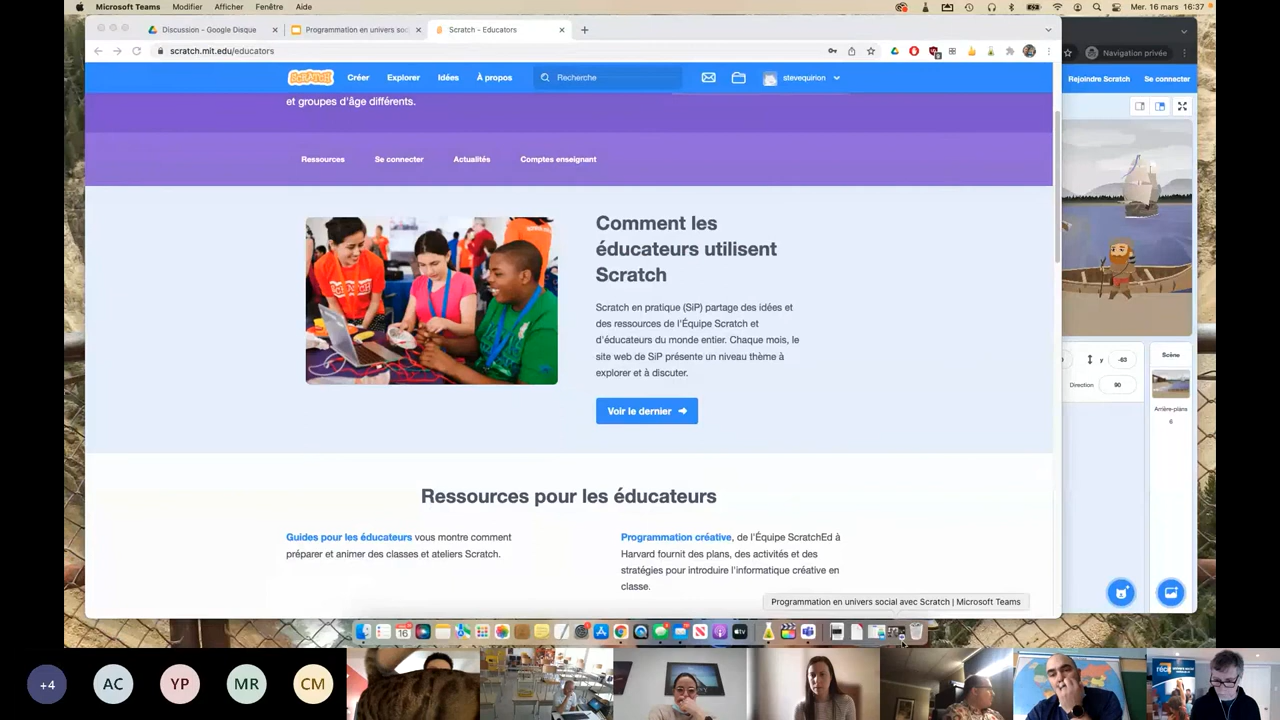 Microsoft Teams Modifier Affichage Fenêtre Aide
Mer. 16 mars 16:37
Discussion – Google Disque
Programmation en univers soc
Scratch - Educators
scratch.mit.edu/educators
Navigation privée
SCRATCH Créer Explorer Idées À propos Recherche stevequirion
Rejoindre Scratch Se connecter
et groupes d'âge différents.
Ressources Se connecter Actualités Comptes enseignant
Comment les
éducateurs utilisent
Scratch
Scratch en pratique (SiP) partage des idées et
des ressources de l'Équipe Scratch et
d'éducateurs du monde entier. Chaque mois, le
site web de SiP présente un niveau thème à
explorer et à discuter.
Voir le dernier
y -63
Direction 90
Scène
Arrière-plans
6
Ressources pour les éducateurs
Guides pour les éducateurs vous montre comment
préparer et animer des classes et ateliers Scratch.
Programmation créative, de l'Équipe ScratchEd à
Harvard fournit des plans, des activités et des
stratégies pour introduire l'informatique créative en
classe.
Programmation en univers social avec Scratch | Microsoft Teams
16
+4 AC YP MR CM